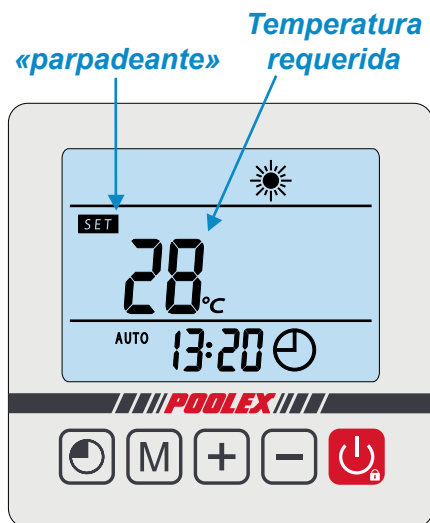 Temperatura
requerida
«parpadeante»
SET
28°C
AUTO 13:20
POOLEX
M + −